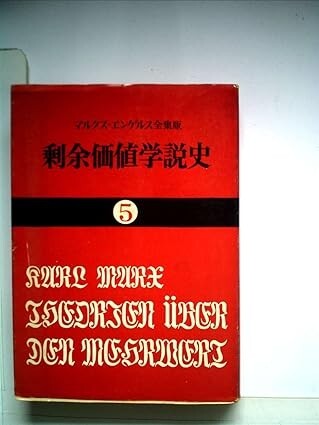 マルクス・エンゲルス全集版
剰余価値学説史
5
KARL MARX
THEORIEN ÜBER
DEN MEHRWERT